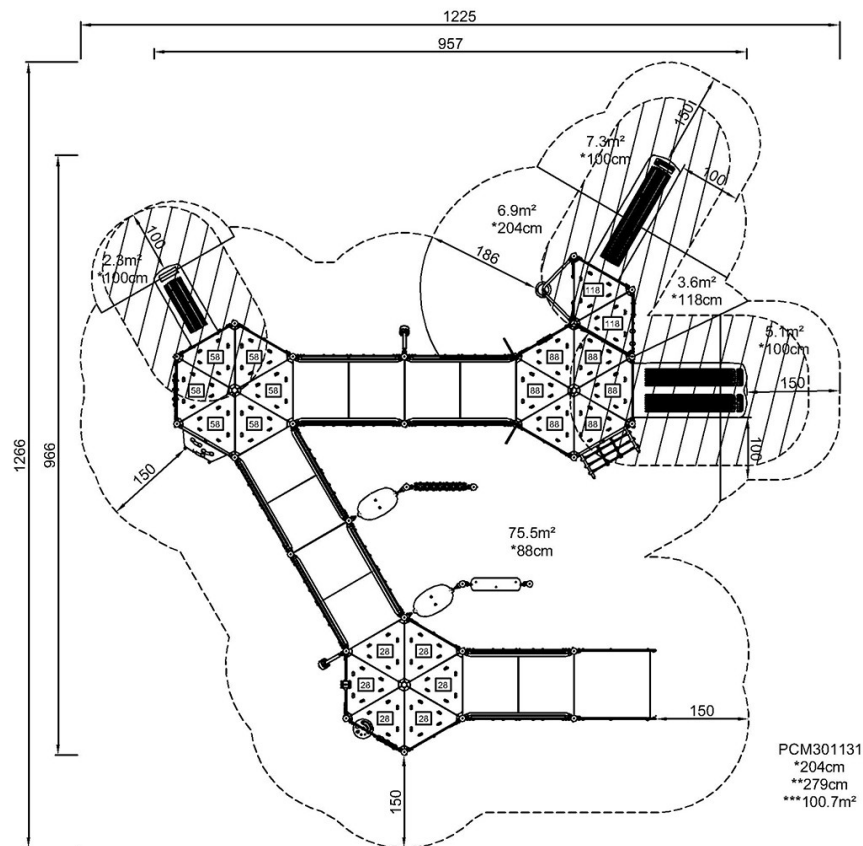 1225
957
1266
966
7.3m²
*100cm
150
100
6.9m²
*204cm
186
100
2.3m²
*100cm
3.6m²
*118cm
118
118
5.1m²
*100cm
150
100
58
58
58
58
58
58
88
88
88
88
88
88
150
75.5m²
*88cm
28
28
28
28
28
28
150
150
PCM301131
*204cm
**279cm
***100.7m²